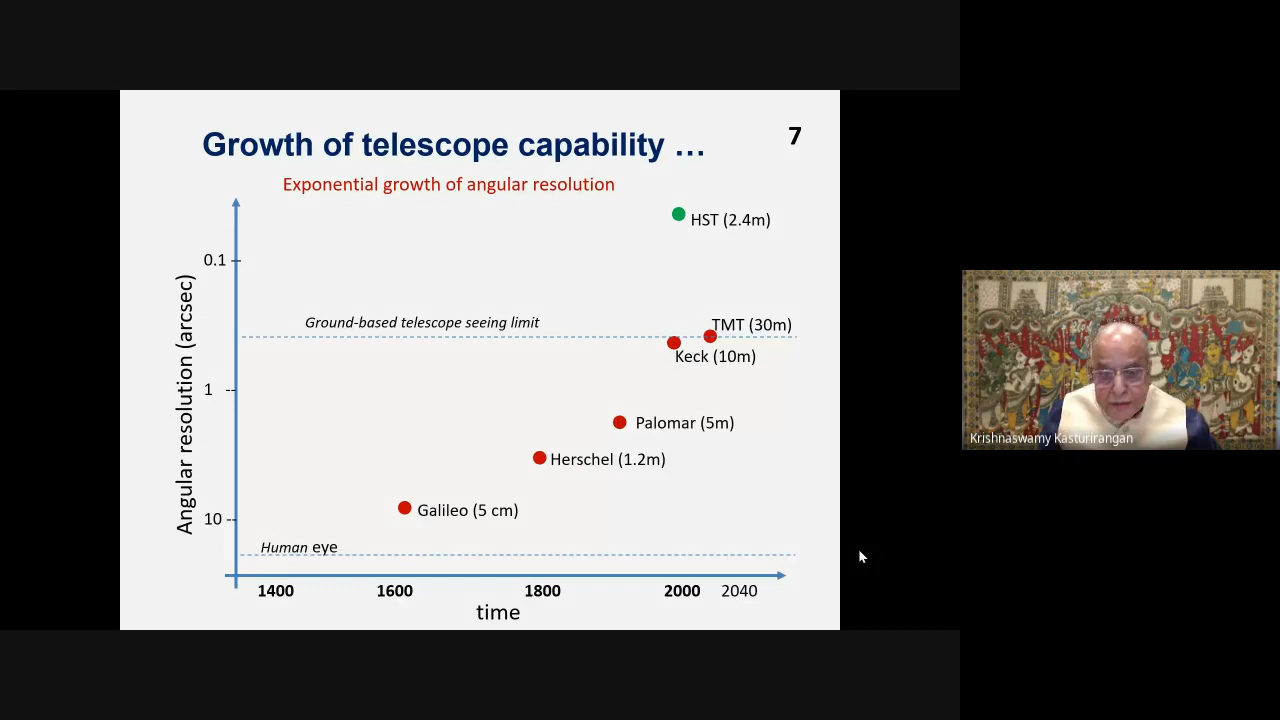 Growth of telescope capability …
7
Exponential growth of angular resolution
HST (2.4m)
0.1
Angular resolution (arcsec)
Ground-based telescope seeing limit
TMT (30m)
Keck (10m)
1
Palomar (5m)
Herschel (1.2m)
Galileo (5 cm)
10
Human eye
1400 1600 1800 2000 2040
time
Krishnaswamy Kasturirangan